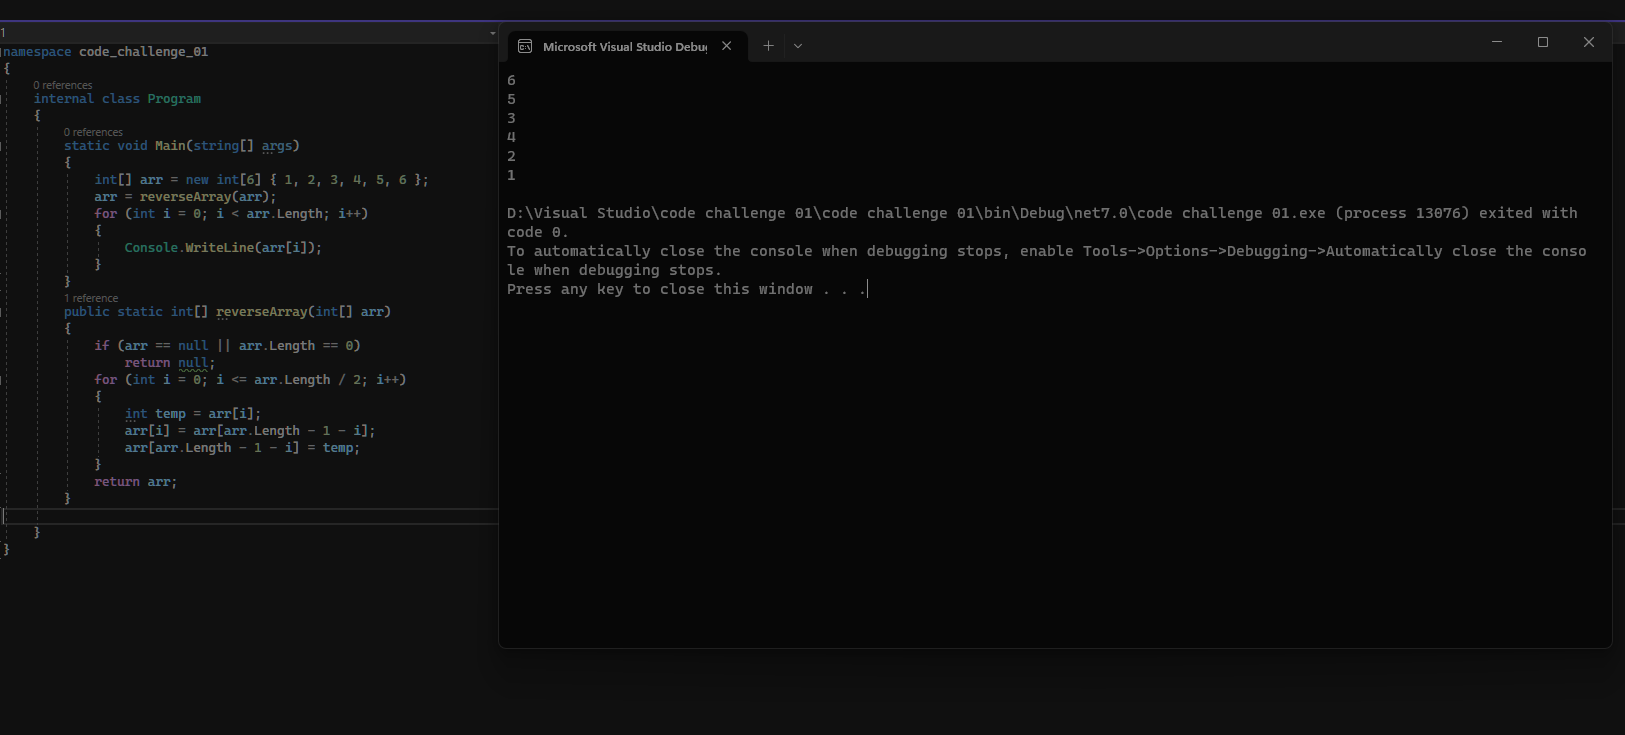 1
namespace code_challenge_01
{
0 references
internal class Program
{
0 references
static void Main(string[] args)
{
int[] arr = new int[6] { 1, 2, 3, 4, 5, 6 };
arr = reverseArray(arr);
for (int i = 0; i < arr.Length; i++)
{
Console.WriteLine(arr[i]);
}
}
1 reference
public static int[] reverseArray(int[] arr)
{
if (arr == null || arr.Length == 0)
return null;
for (int i = 0; i <= arr.Length / 2; i++)
{
int temp = arr[i];
arr[i] = arr[arr.Length - 1 - i];
arr[arr.Length - 1 - i] = temp;
}
return arr;
}
}
}
Microsoft Visual Studio Debug
6
5
3
4
2
1
D:\Visual Studio\code challenge 01\code challenge 01\bin\Debug\net7.0\code challenge 01.exe (process 13076) exited with
code 0.
To automatically close the console when debugging stops, enable Tools->Options->Debugging->Automatically close the conso
le when debugging stops.
Press any key to close this window . . .